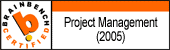 BRAINBENCH
b
CERTIFIED
Project Management
(2005)